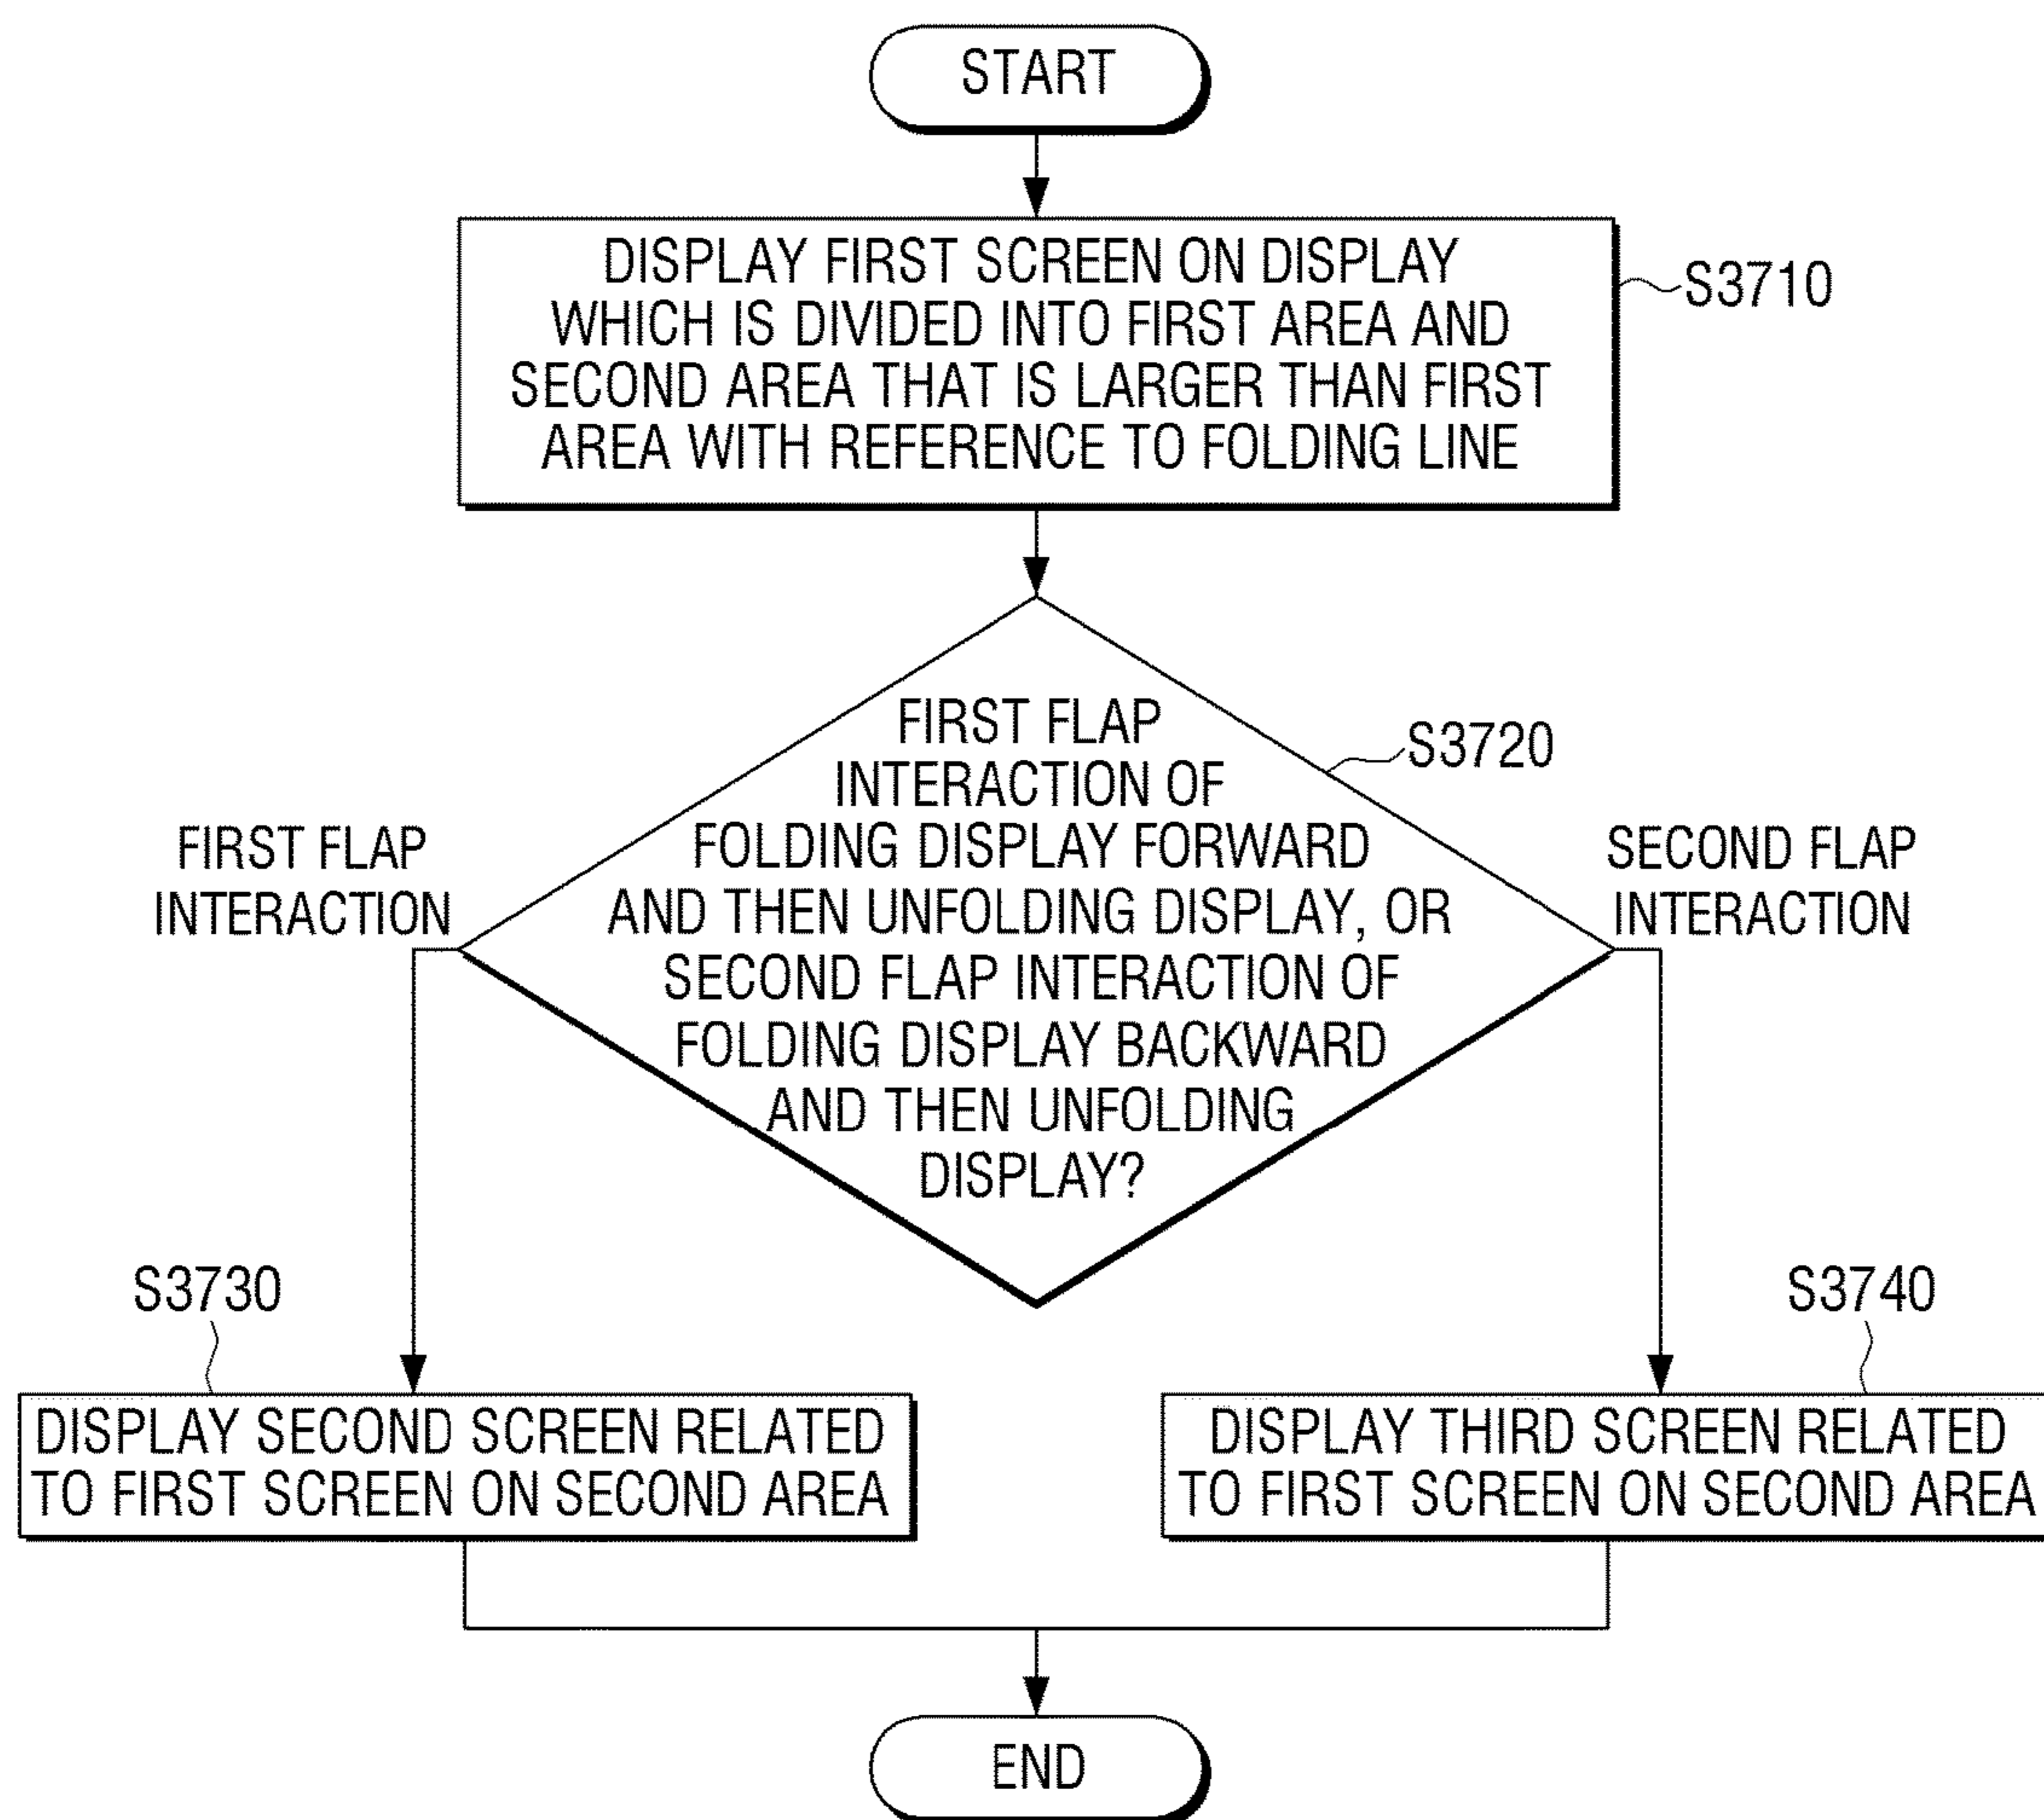 START
DISPLAY FIRST SCREEN ON DISPLAY
WHICH IS DIVIDED INTO FIRST AREA AND
SECOND AREA THAT IS LARGER THAN FIRST
AREA WITH REFERENCE TO FOLDING LINE
S3710
FIRST FLAP
INTERACTION OF
FOLDING DISPLAY FORWARD
AND THEN UNFOLDING DISPLAY, OR
SECOND FLAP INTERACTION OF
FOLDING DISPLAY BACKWARD
AND THEN UNFOLDING
DISPLAY?
S3720
FIRST FLAP
INTERACTION
SECOND FLAP
INTERACTION
S3730
DISPLAY SECOND SCREEN RELATED
TO FIRST SCREEN ON SECOND AREA
S3740
DISPLAY THIRD SCREEN RELATED
TO FIRST SCREEN ON SECOND AREA
END